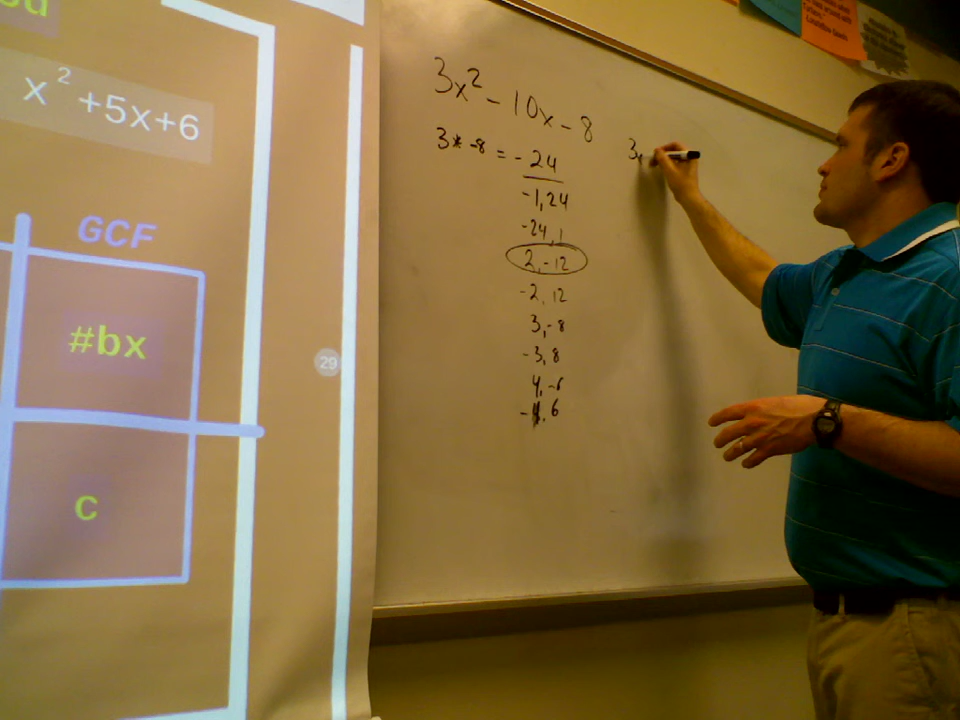 x² +5x+6
GCF
#bx
c
29
3x² - 10x - 8
3* -8 = -24
-1, 24
-24, 1
2, -12
-2, 12
3, -8
-3, 8
4, -6
-4, 6
3x